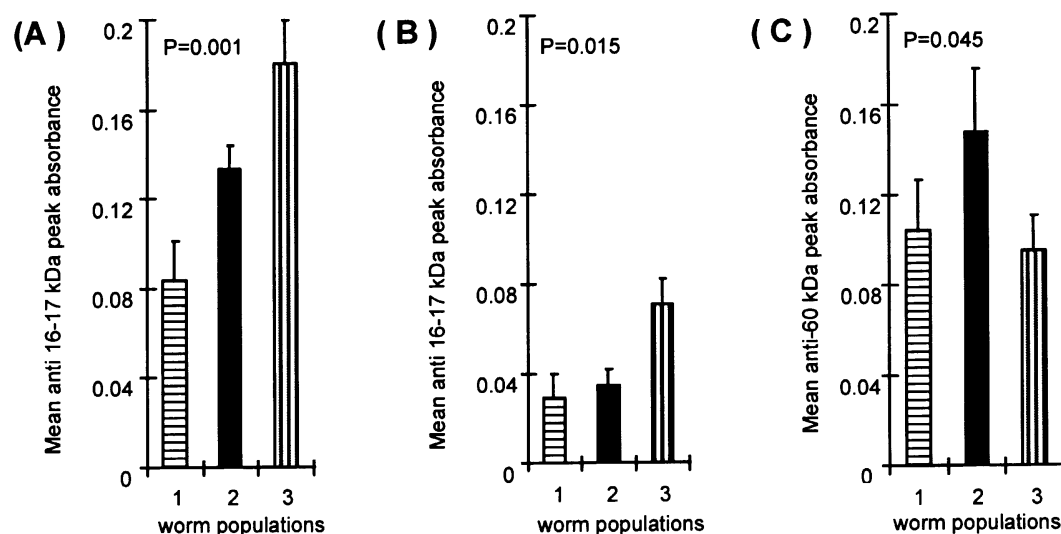 (A)
P=0.001
Mean anti 16-17 kDa peak absorbance
0.2
0.16
0.12
0.08
0.04
0
1 2 3
worm populations
(B)
P=0.015
Mean anti 16-17 kDa peak absorbance
0.2
0.16
0.12
0.08
0.04
0
1 2 3
worm populations
(C)
P=0.045
Mean anti-60 kDa peak absorbance
0.2
0.16
0.12
0.08
0.04
0
1 2 3
worm populations